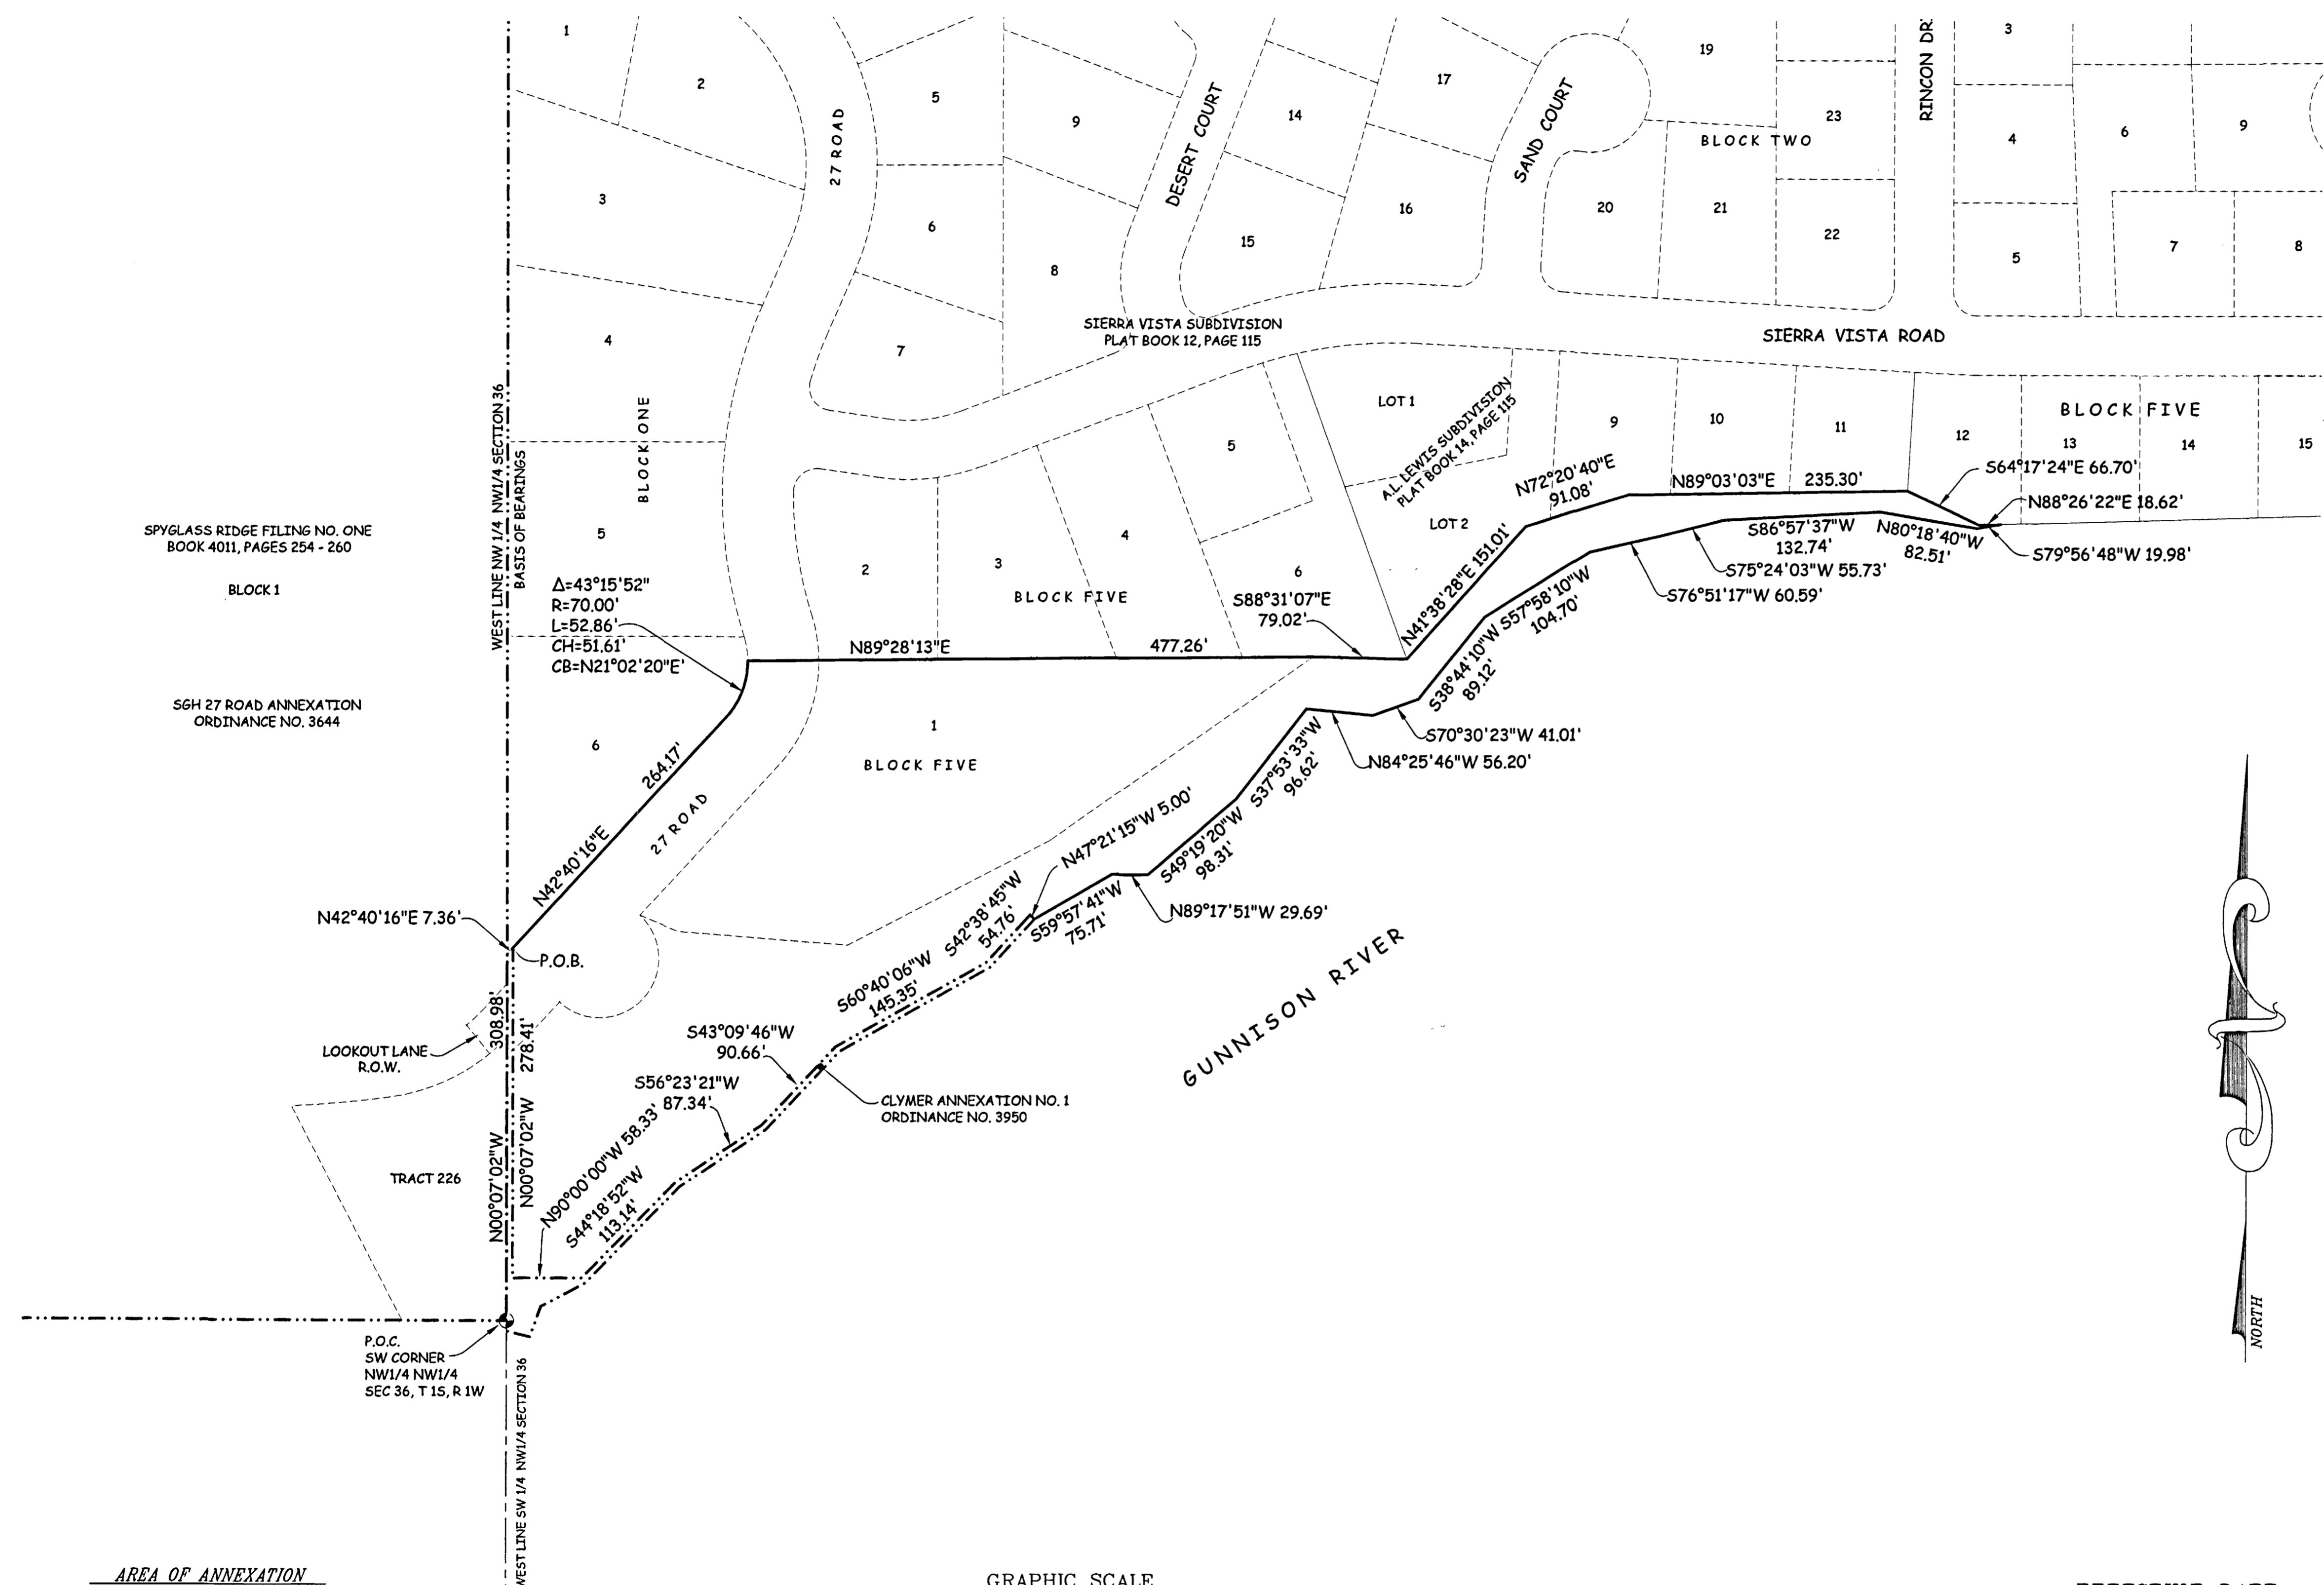 1
2
3
4
5
6
BLOCK ONE
27 ROAD
5
6
7
9
8
DESERT COURT
14
15
17
16
SAND COURT
19
BLOCK TWO
20
21
23
22
RINCON DR.
3
4
5
6
9
7
8
SIERRA VISTA SUBDIVISION
PLAT BOOK 12, PAGE 115
SIERRA VISTA ROAD
WEST LINE NW 1/4 NW1/4 SECTION 36
BASIS OF BEARINGS
SPYGLASS RIDGE FILING NO. ONE
BOOK 4011, PAGES 254 - 260
BLOCK 1
SGH 27 ROAD ANNEXATION
ORDINANCE NO. 3644
Δ=43°15'52"
R=70.00'
L=52.86'
CH=51.61'
CB=N21°02'20"E'
2
3
4
5
6
BLOCK FIVE
LOT 1
A.L. LEWIS SUBDIVISION
PLAT BOOK 14, PAGE 115
LOT 2
9
10
11
12
13
14
15
BLOCK FIVE
N89°28'13"E
477.26'
S88°31'07"E
79.02'
N41°38'28"E 151.01'
N72°20'40"E
91.08'
N89°03'03"E
235.30'
S64°17'24"E 66.70'
N88°26'22"E 18.62'
S79°56'48"W 19.98'
N80°18'40"W
82.51'
S86°57'37"W
132.74'
S75°24'03"W 55.73'
S76°51'17"W 60.59'
S57°58'10"W
104.70'
S38°44'10"W
89.12'
S70°30'23"W 41.01'
N84°25'46"W 56.20'
S37°53'33"W
96.62'
S49°19'20"W
98.31'
N89°17'51"W 29.69'
S59°57'41"W
75.71'
N47°21'15"W 5.00'
S42°38'45"W
54.76'
S60°40'06"W
145.35'
S43°09'46"W
90.66'
S56°23'21"W
87.34'
S44°18'52"W
113.14'
N90°00'00"W 58.33'
1
BLOCK FIVE
27 ROAD
264.17'
N42°40'16"E
N42°40'16"E 7.36'
P.O.B.
308.98'
N00°07'02"W
278.41'
N00°07'02"W
LOOKOUT LANE
R.O.W.
TRACT 226
CLYMER ANNEXATION NO. 1
ORDINANCE NO. 3950
GUNNISON RIVER
P.O.C.
SW CORNER
NW1/4 NW1/4
SEC 36, T 1S, R 1W
WEST LINE SW 1/4 NW1/4 SECTION 36
NORTH
AREA OF ANNEXATION
GRAPHIC SCALE